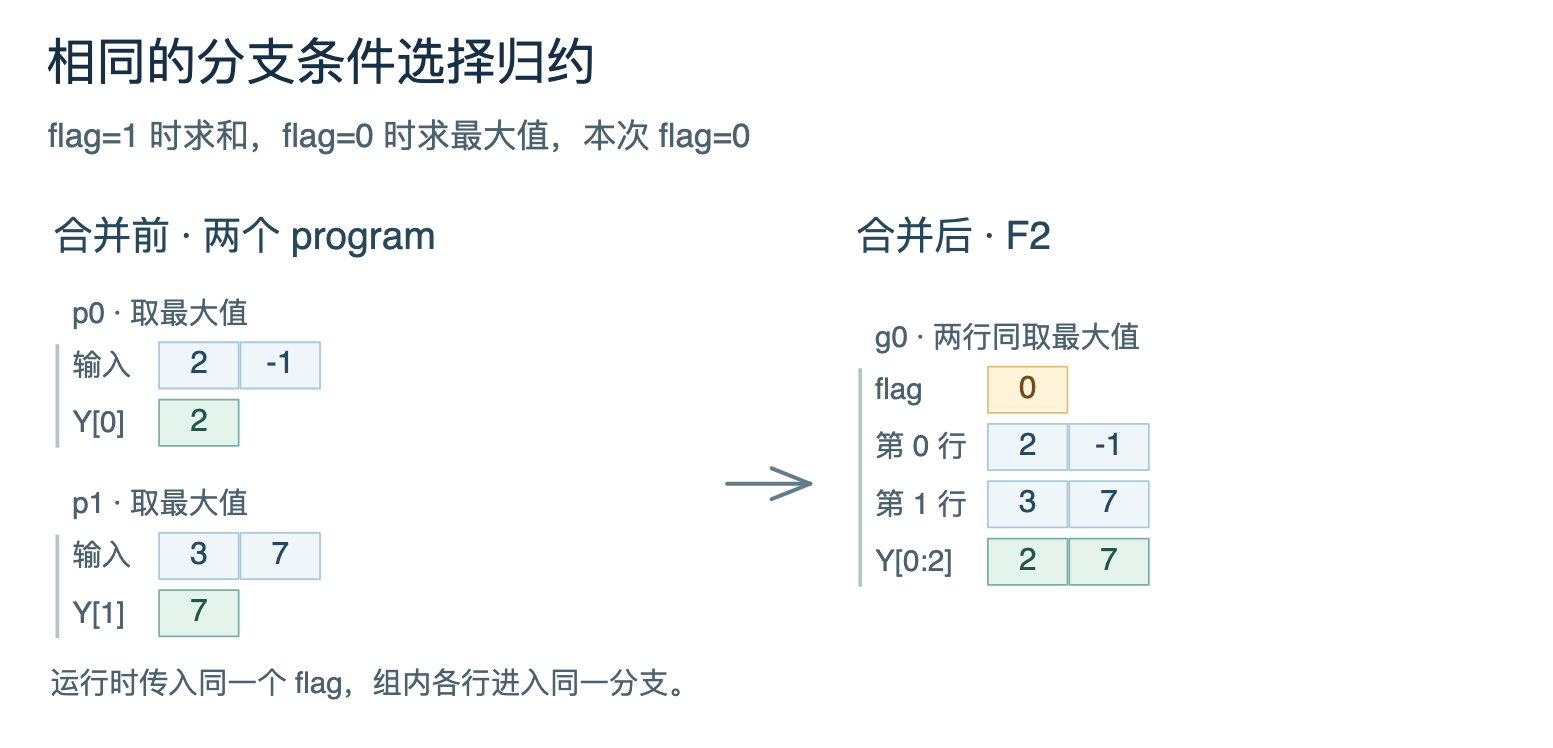 相同的分支条件选择归约
flag=1 时求和，flag=0 时求最大值，本次 flag=0
合并前 · 两个 program
p0 · 取最大值
输入 2 -1
Y[0] 2
p1 · 取最大值
输入 3 7
Y[1] 7
合并后 · F2
g0 · 两行同取最大值
flag 0
第 0 行 2 -1
第 1 行 3 7
Y[0:2] 2 7
运行时传入同一个 flag，组内各行进入同一分支。